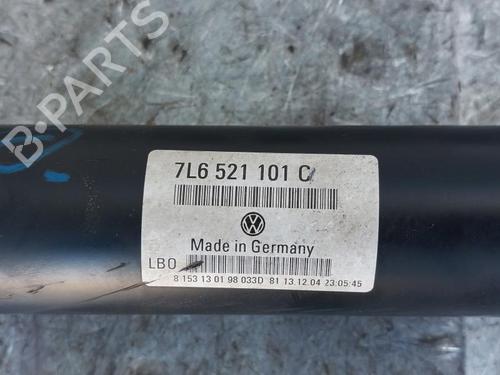 B-PARTS
7L6 521 101 C
Made in Germany
LBO
8 153 13 01 98 033D 81 13.12.04 23:05:45